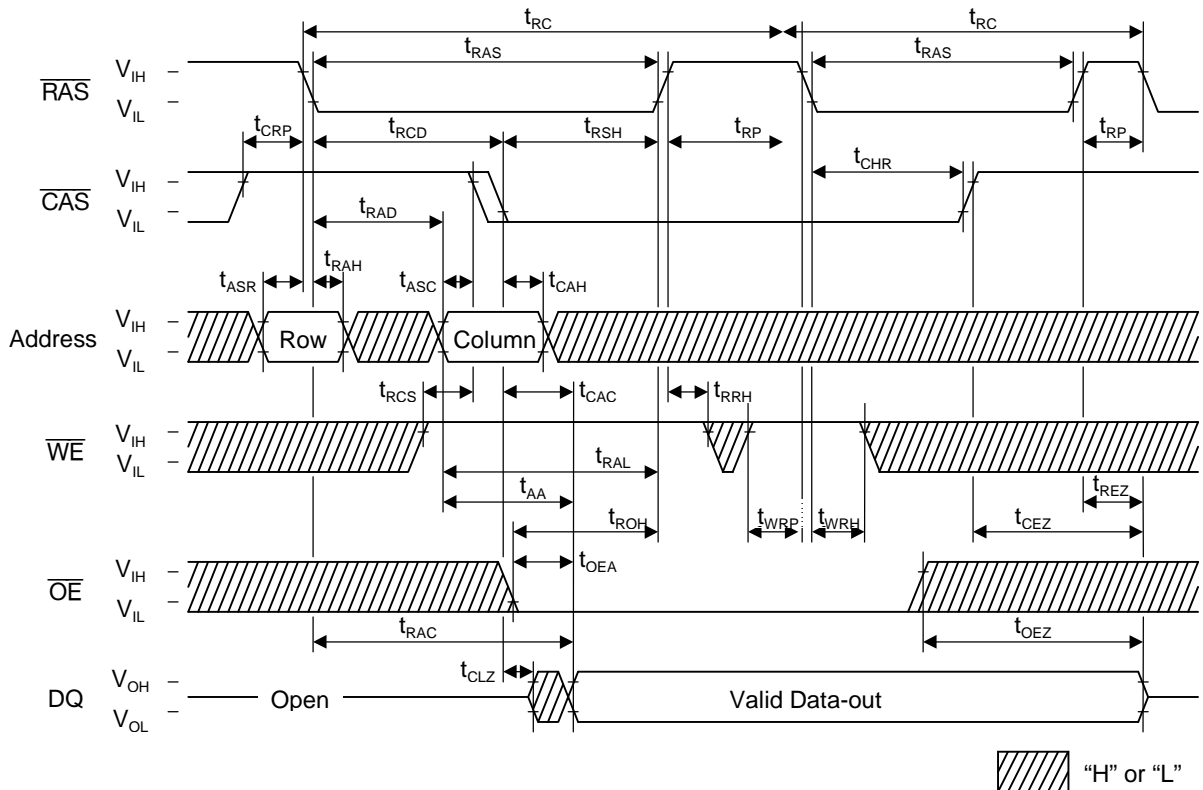 tRC tRC
tRAS tRAS
RAS VIH
VIL
tCRP tRCD tRSH tRP tRP
tCHR
CAS VIH
VIL
tRAD
tASR tRAH tASC tCAH
Address VIH
VIL
Row Column
tRCS tCAC tRRH
WE VIH
VIL
tRAL
tAA
tROH tWRP tWRH tCEZ tREZ
tOEA
OE VIH
VIL
tRAC tOEZ
tCLZ
DQ VOH
VOL
Open Valid Data-out
“H” or “L”